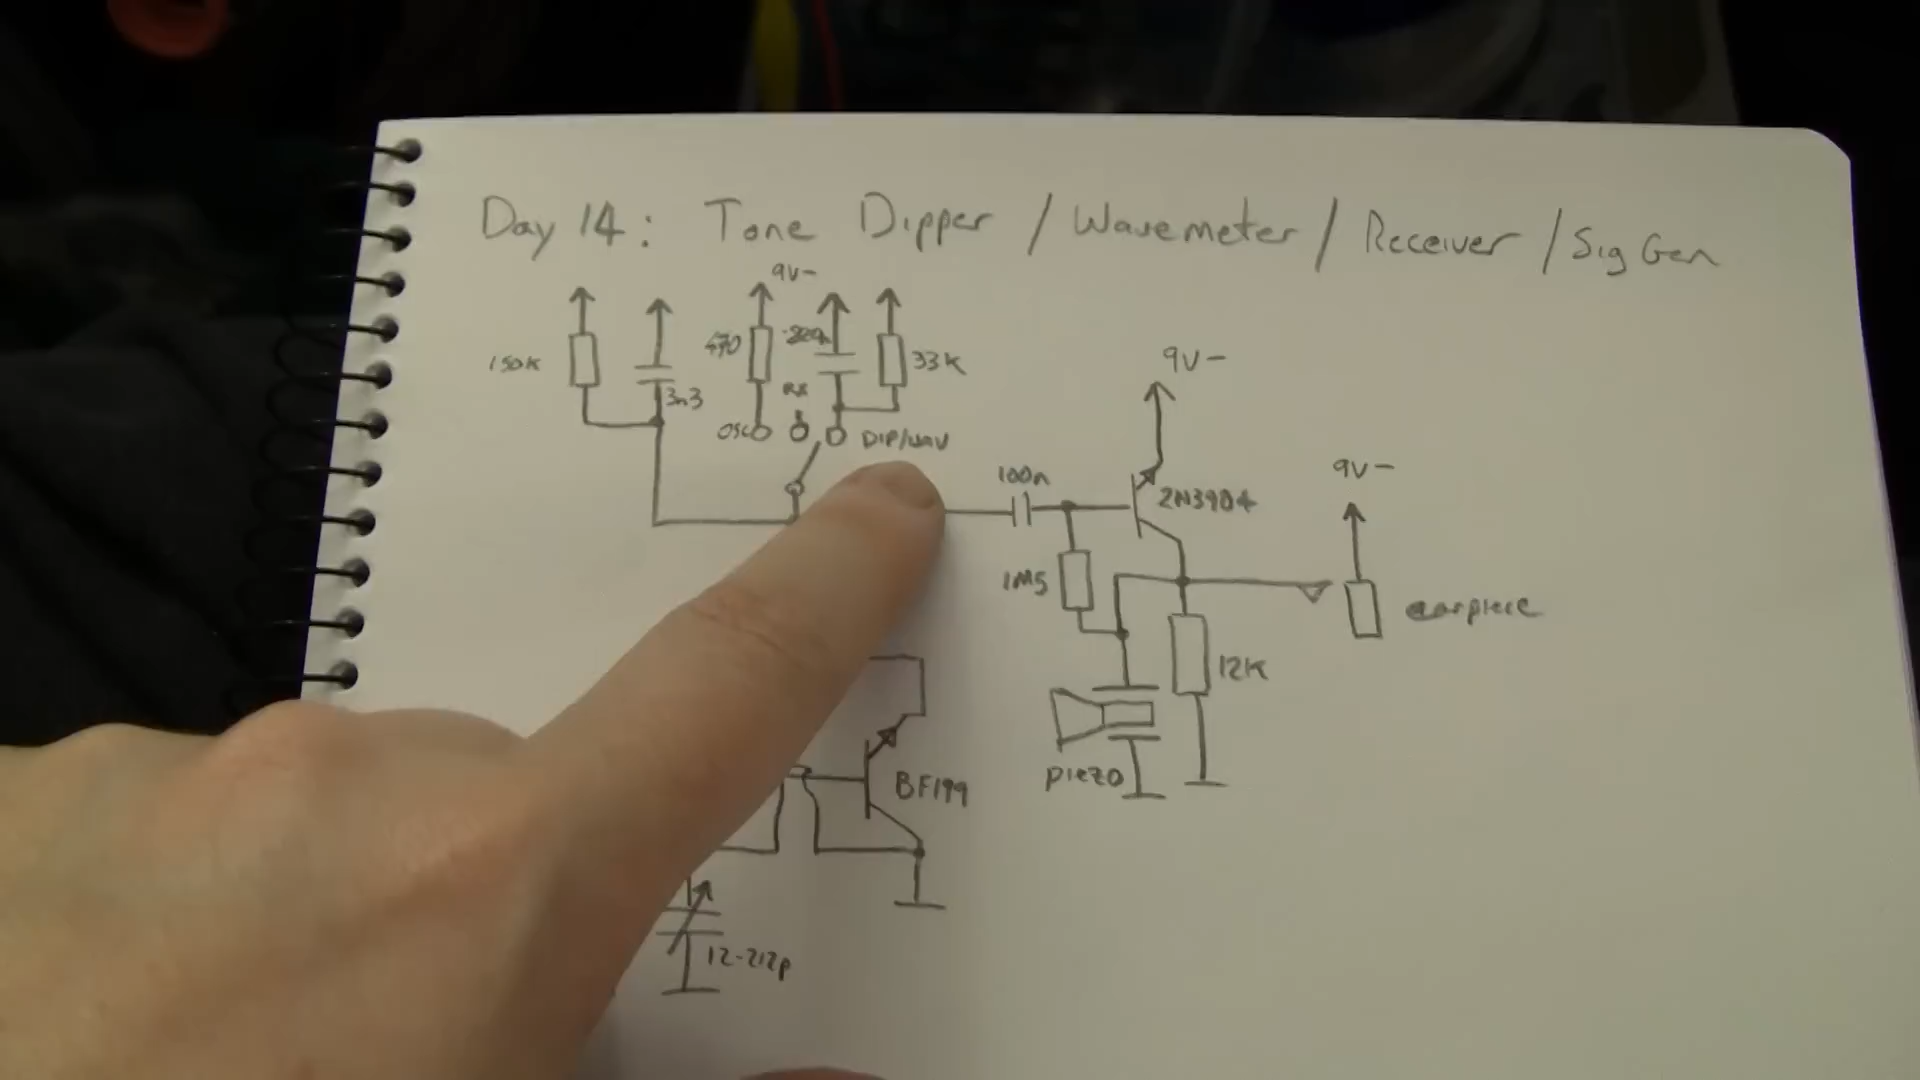 Day 14: Tone Dipper / Wavemeter / Receiver / Sig Gen
9V-
150K
3n3
470
33K
RX
OSC
DIP/WAV
9V-
100n
2N3904
9V-
1M5
earpiece
12K
piezo
BF199
12-212p